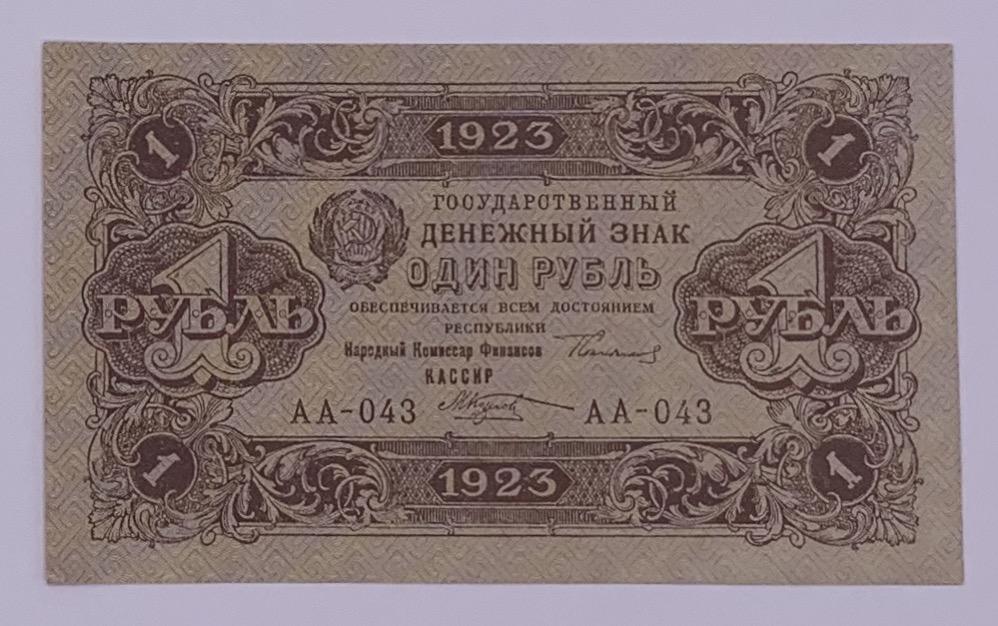 1923
1
1
ГОСУДАРСТВЕННЫЙ
ДЕНЕЖНЫЙ ЗНАК
ОДИН РУБЛЬ
ОБЕСПЕЧИВАЕТСЯ ВСЕМ ДОСТОЯНИЕМ
РЕСПУБЛИКИ
1
РУБЛЬ
1
РУБЛЬ
Народный Комиссар Финансов
КАССИР
АА-043
АА-043
1
1923
1